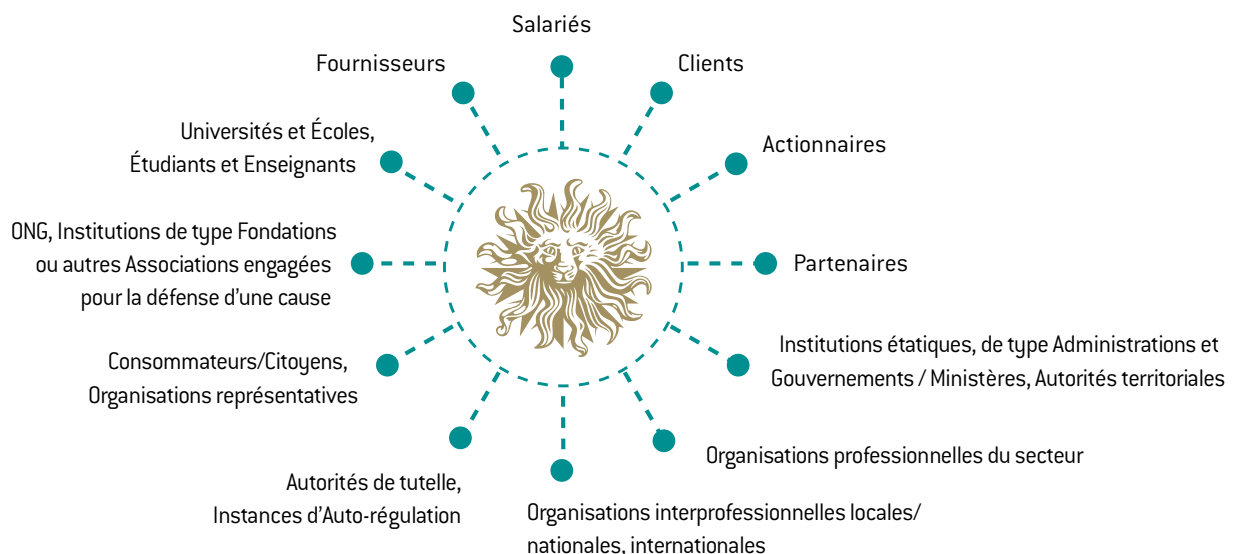 Salariés
Clients
Actionnaires
Partenaires
Institutions étatiques, de type Administrations et
Gouvernements / Ministères, Autorités territoriales
Organisations professionnelles du secteur
Organisations interprofessionnelles locales/
nationales, internationales
Autorités de tutelle,
Instances d'Auto-régulation
Consommateurs/Citoyens,
Organisations représentatives
ONG, Institutions de type Fondations
ou autres Associations engagées
pour la défense d'une cause
Universités et Écoles,
Étudiants et Enseignants
Fournisseurs